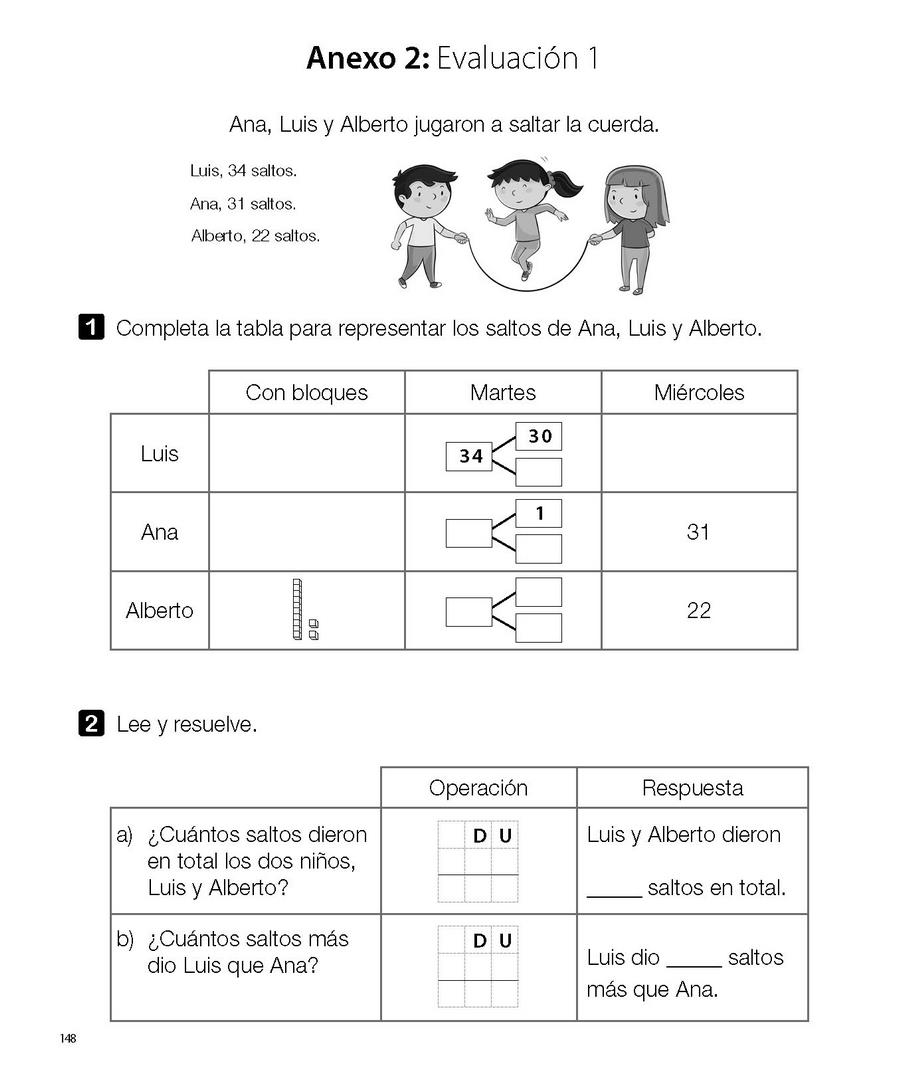 Anexo 2: Evaluación 1
Ana, Luis y Alberto jugaron a saltar la cuerda.
Luis, 34 saltos.
Ana, 31 saltos.
Alberto, 22 saltos.
1 Completa la tabla para representar los saltos de Ana, Luis y Alberto.
Con bloques Martes Miércoles
Luis 34 30
Ana 1 31
Alberto 22
2 Lee y resuelve.
Operación Respuesta
a) ¿Cuántos saltos dieron
en total los dos niños,
Luis y Alberto?
D U
Luis y Alberto dieron
_____ saltos en total.
b) ¿Cuántos saltos más
dio Luis que Ana?
D U
Luis dio _____ saltos
más que Ana.
148